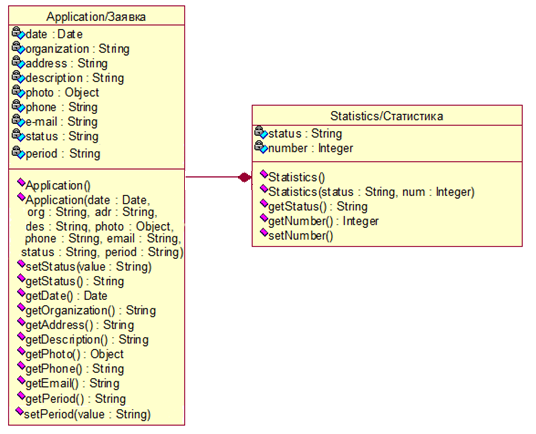 Application/Заявка
date : Date
organization : String
address : String
description : String
photo : Object
phone : String
e-mail : String
status : String
period : String
Application()
Application(date : Date,
org : String, adr : String,
des : String, photo : Object,
phone : String, email : String,
status : String, period : String)
setStatus(value : String)
getStatus() : String
getDate() : Date
getOrganization() : String
getAddress() : String
getDescription() : String
getPhoto() : Object
getPhone() : String
getEmail() : String
getPeriod() : String
setPeriod(value : String)
Statistics/Статистика
status : String
number : Integer
Statistics()
Statistics(status : String, num : Integer)
getStatus() : String
getNumber() : Integer
setNumber()